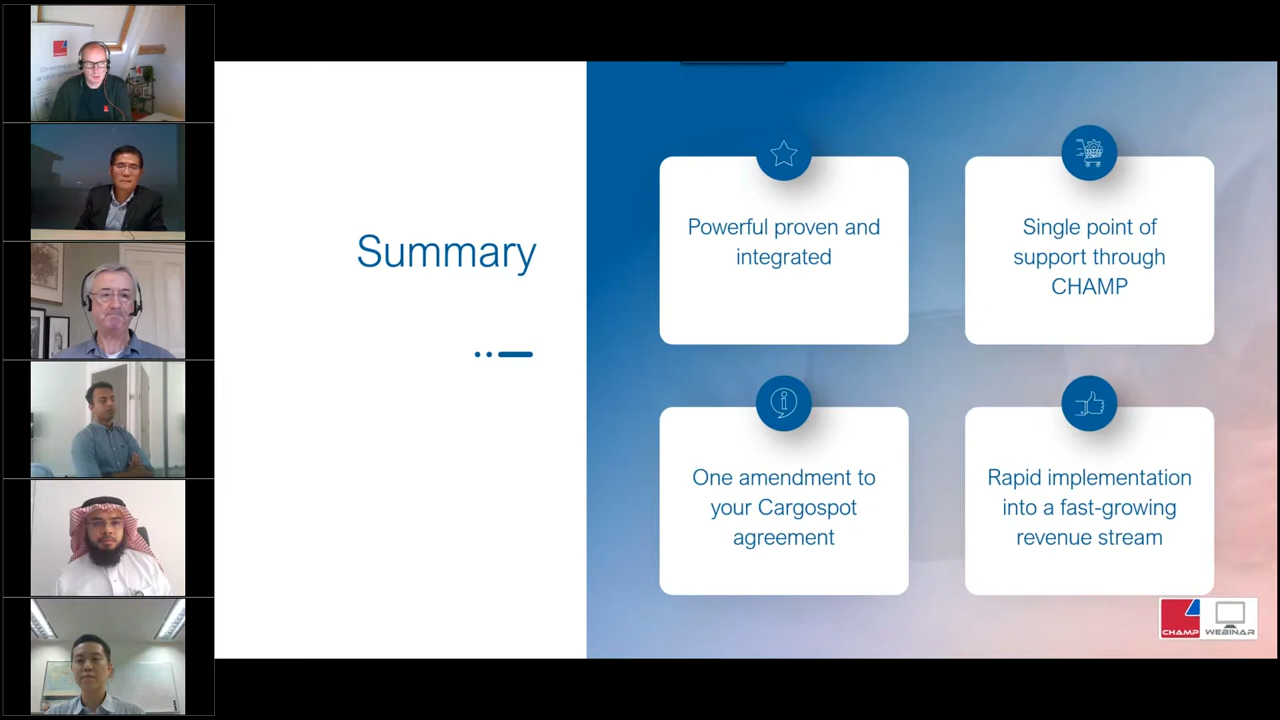 Summary
Powerful proven and
integrated
Single point of
support through
CHAMP
One amendment to
your Cargospot
agreement
Rapid implementation
into a fast-growing
revenue stream
CHAMP
WEBINAR